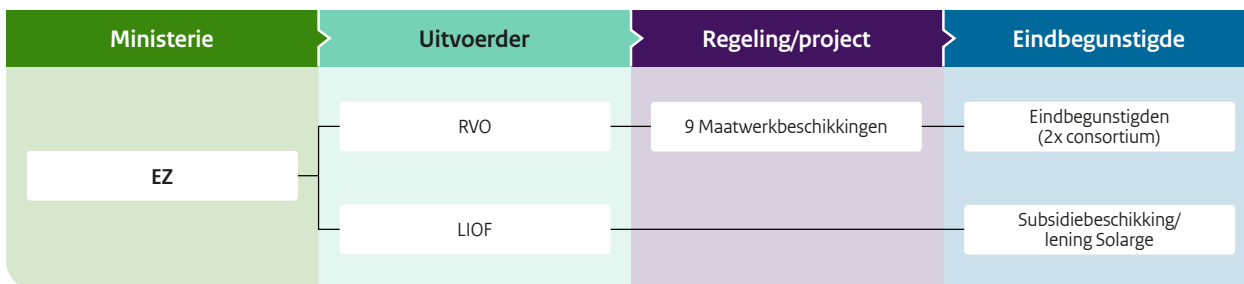 Ministerie
Uitvoerder
Regeling/project
Eindbegunstigde
EZ
RVO
9 Maatwerkbeschikkingen
Eindbegunstigden
(2x consortium)
LIOF
Subsidiebeschikking/
lening Solarge